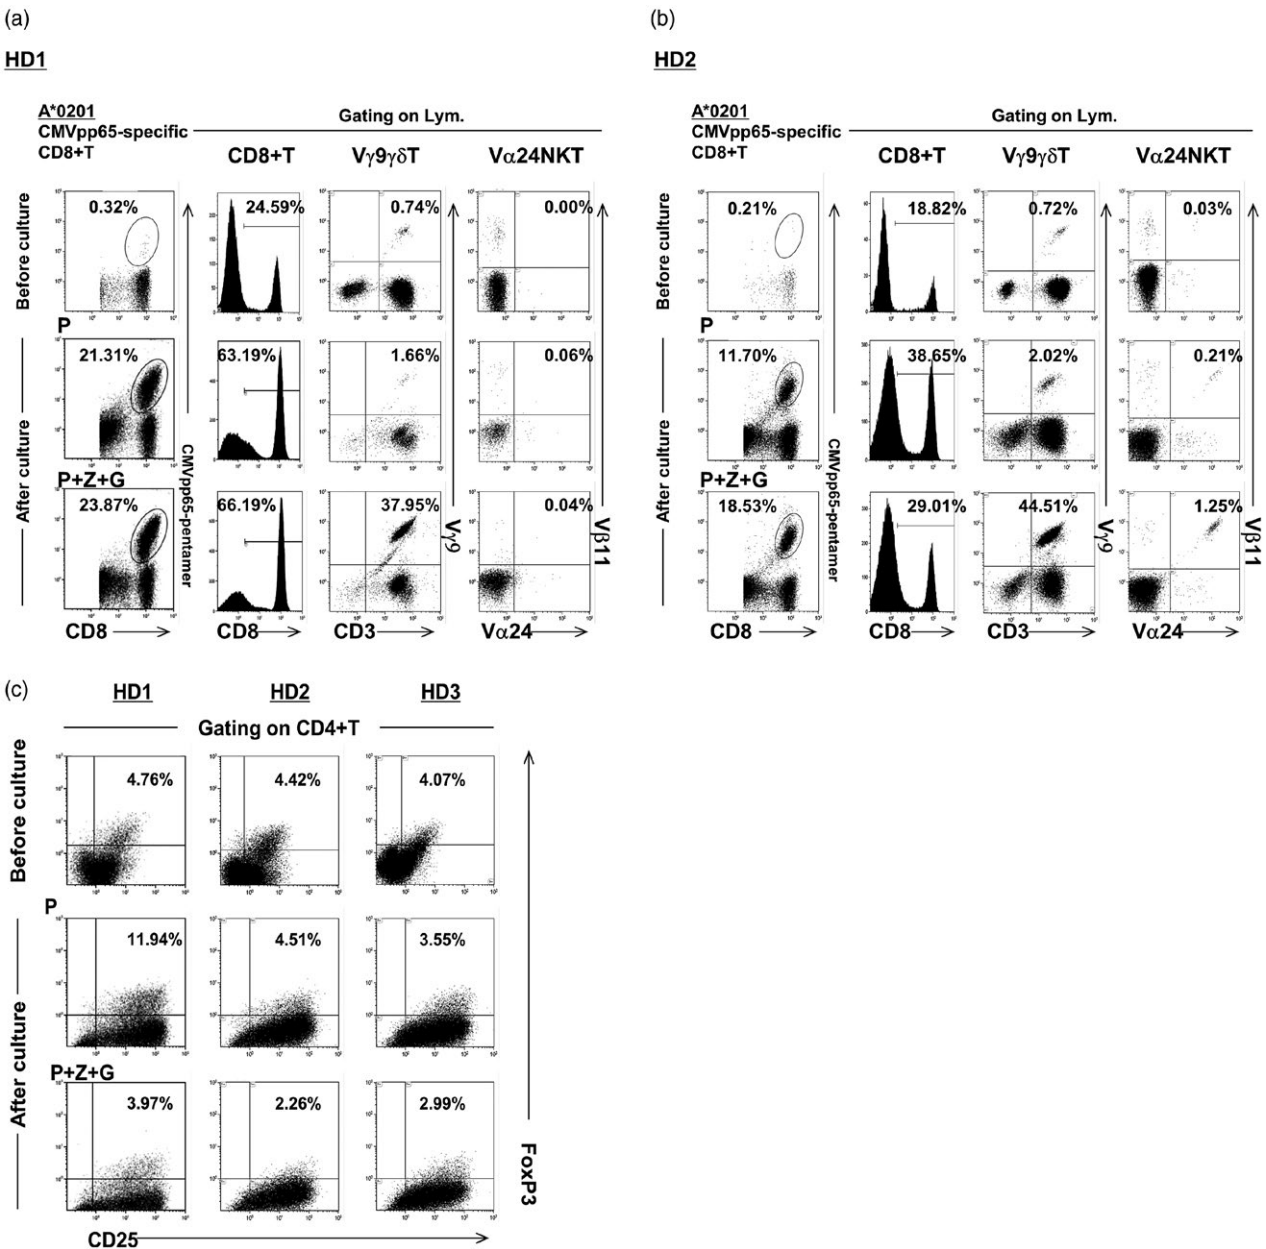 (a)
HD1
A*0201
CMVpp65-specific
CD8+T
Gating on Lym.
CD8+T
Vγ9γδT
Vα24NKT
Before culture
0.32%
24.59%
0.74%
0.00%
P
After culture
21.31%
63.19%
1.66%
0.06%
P+Z+G
23.87%
66.19%
37.95%
0.04%
CMVpp65-pentamer
Vγ9
Vβ11
CD8
CD8
CD3
Vα24
(b)
HD2
A*0201
CMVpp65-specific
CD8+T
Gating on Lym.
CD8+T
Vγ9γδT
Vα24NKT
Before culture
0.21%
18.82%
0.72%
0.03%
P
After culture
11.70%
38.65%
2.02%
0.21%
P+Z+G
18.53%
29.01%
44.51%
1.25%
CMVpp65-pentamer
Vγ9
Vβ11
CD8
CD8
CD3
Vα24
(c)
HD1
HD2
HD3
Gating on CD4+T
Before culture
4.76%
4.42%
4.07%
P
After culture
11.94%
4.51%
3.55%
P+Z+G
3.97%
2.26%
2.99%
FoxP3
CD25